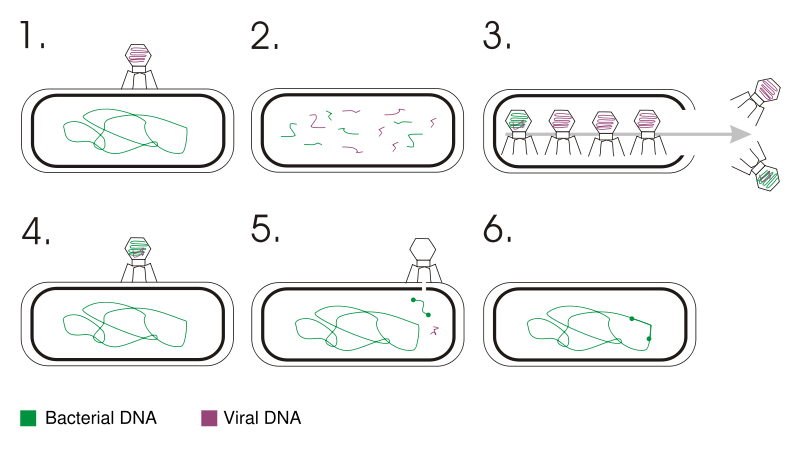 1. 2. 3.
4. 5. 6.
Bacterial DNA Viral DNA